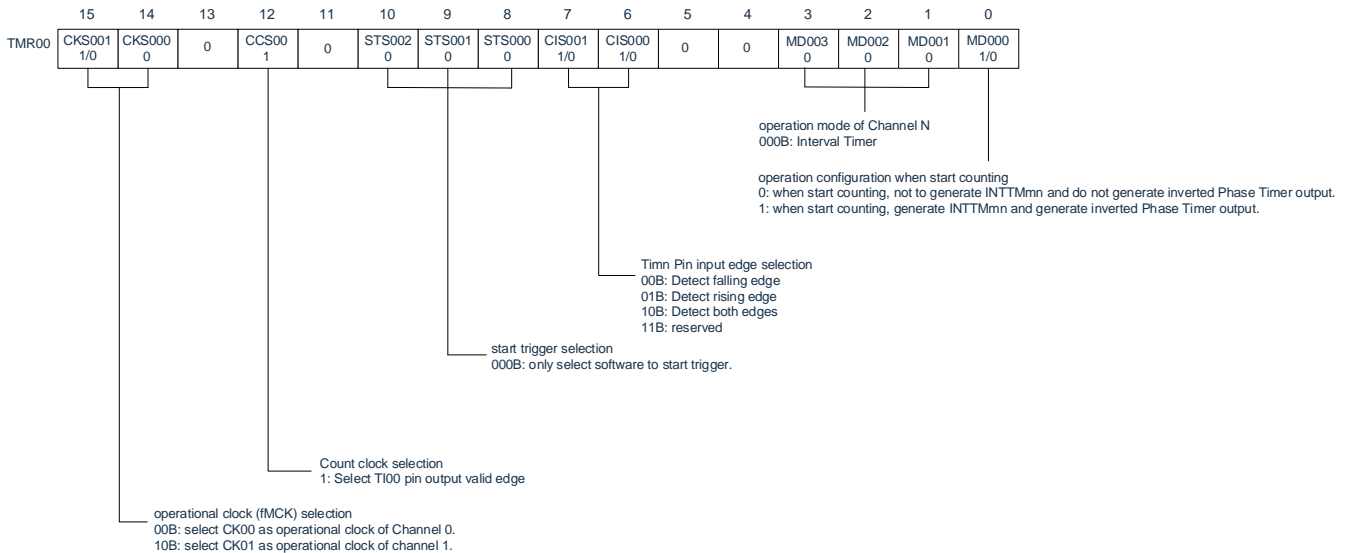 15 14 13 12 11 10 9 8 7 6 5 4 3 2 1 0
TMR00 CKS001 CKS000 0 CCS00 0 STS002 STS001 STS000 CIS001 CIS000 0 0 MD003 MD002 MD001 MD000
1/0 0 1 0 0 0 1/0 1/0 0 0 0 1/0
operation mode of Channel N
000B: Interval Timer
operation configuration when start counting
0: when start counting, not to generate INTTMmn and do not generate inverted Phase Timer output.
1: when start counting, generate INTTMmn and generate inverted Phase Timer output.
Timn Pin input edge selection
00B: Detect falling edge
01B: Detect rising edge
10B: Detect both edges
11B: reserved
start trigger selection
000B: only select software to start trigger.
Count clock selection
1: Select TI00 pin output valid edge
operational clock (fMCK) selection
00B: select CK00 as operational clock of Channel 0.
10B: select CK01 as operational clock of channel 1.